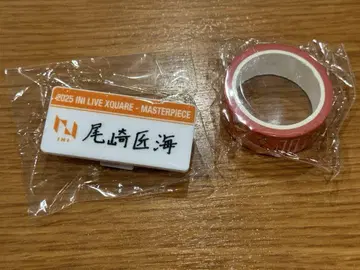 2025 INI LIVE XQUARE - MASTERPIECE
INI
尾崎匠海